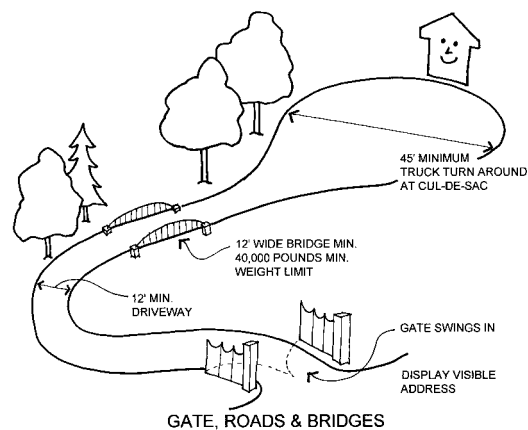 45' MINIMUM
TRUCK TURN AROUND
AT CUL-DE-SAC
12' WIDE BRIDGE MIN.
40,000 POUNDS MIN.
WEIGHT LIMIT
12' MIN.
DRIVEWAY
GATE SWINGS IN
DISPLAY VISIBLE
ADDRESS
GATE, ROADS & BRIDGES